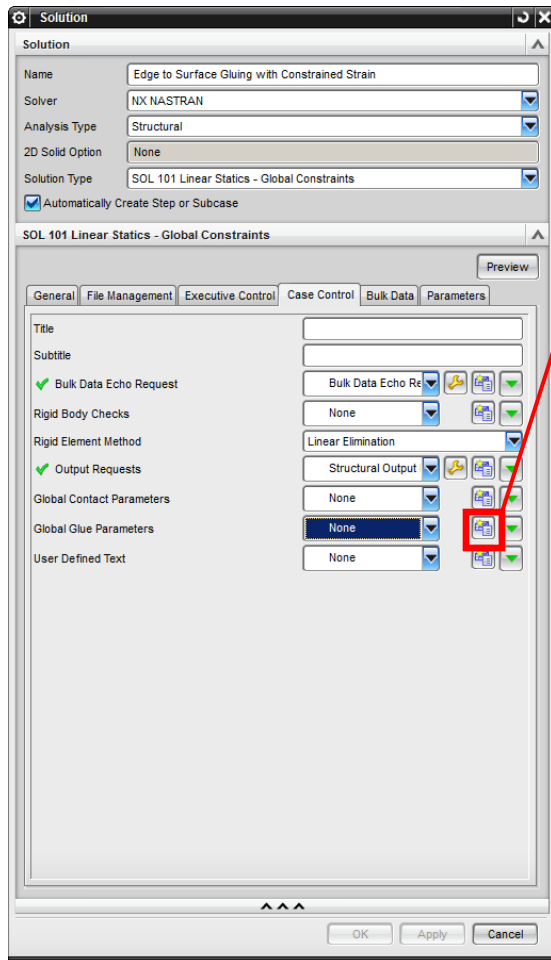 Solution
Solution
Name Edge to Surface Gluing with Constrained Strain
Solver NX NASTRAN
Analysis Type Structural
2D Solid Option None
Solution Type SOL 101 Linear Statics - Global Constraints
Automatically Create Step or Subcase
SOL 101 Linear Statics - Global Constraints
Preview
General File Management Executive Control Case Control Bulk Data Parameters
Title
Subtitle
Bulk Data Echo Request Bulk Data Echo Re
Rigid Body Checks None
Rigid Element Method Linear Elimination
Output Requests Structural Output
Global Contact Parameters None
Global Glue Parameters None
User Defined Text None
OK Apply Cancel